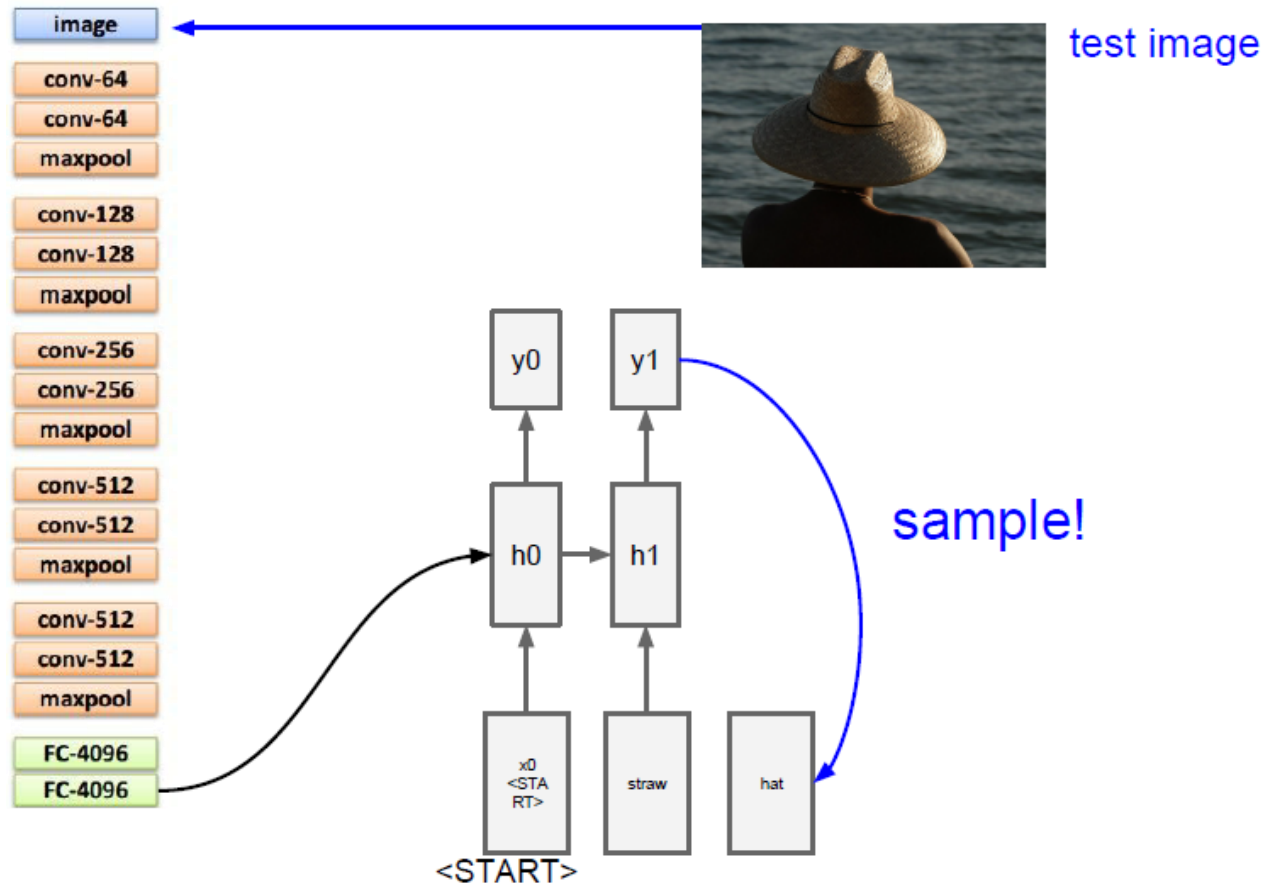 image
test image
conv-64
conv-64
maxpool
conv-128
conv-128
maxpool
conv-256
conv-256
maxpool
conv-512
conv-512
maxpool
conv-512
conv-512
maxpool
FC-4096
FC-4096
y0
y1
sample!
h0
h1
x0
<STA
RT>
straw
hat
<START>